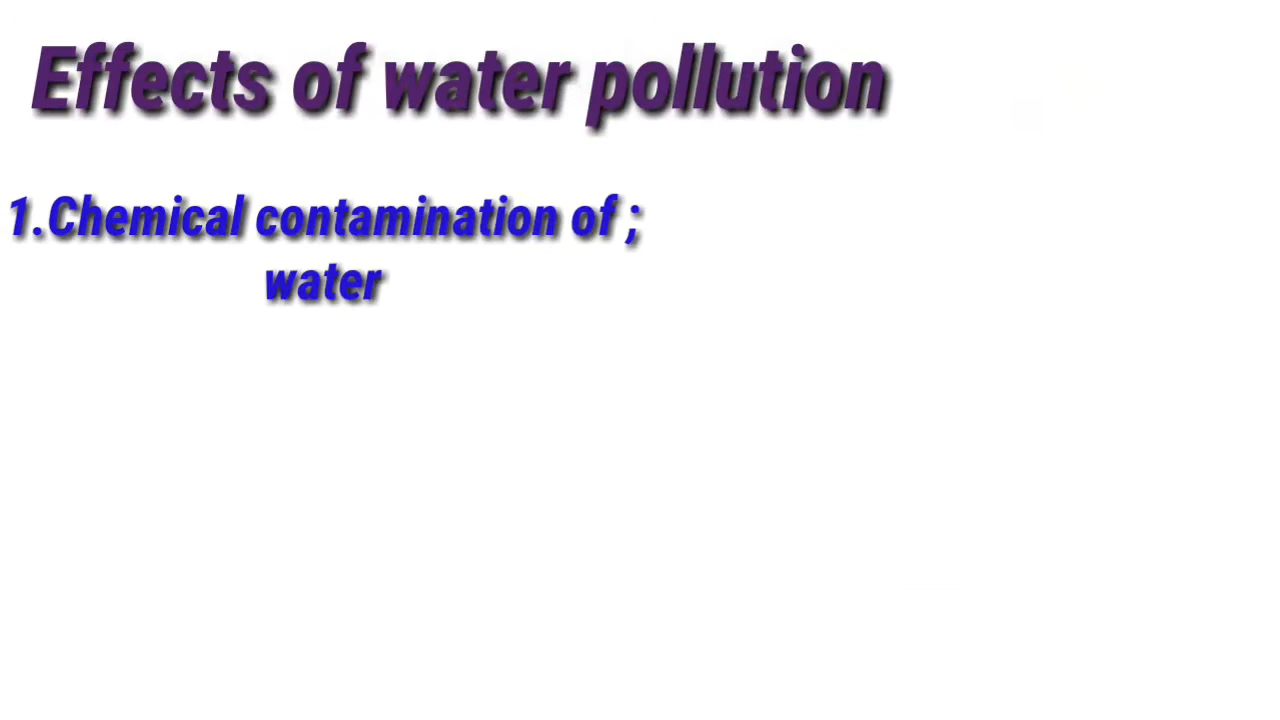 Effects of water pollution
1.Chemical contamination of ;
water